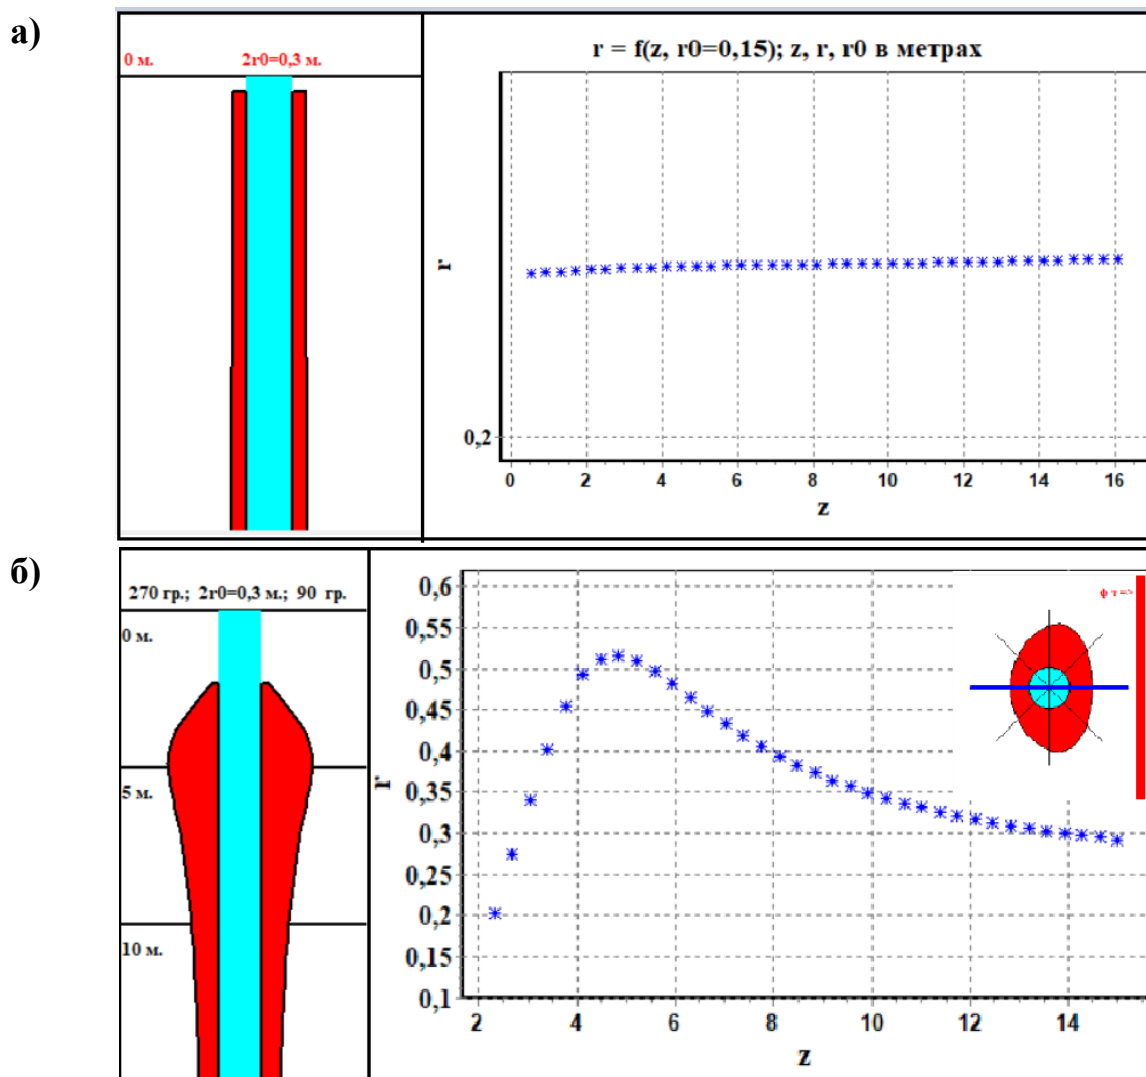 а)
0 м.
2r0=0,3 м.
r = f(z, r0=0,15); z, r, r0 в метрах
r
0,2
0 2 4 6 8 10 12 14 16
z
б)
270 гр.; 2r0=0,3 м.; 90 гр.
0 м.
5 м.
10 м.
0,6
0,55
0,5
0,45
0,4
0,35
0,3
0,25
0,2
0,15
0,1
r
2 4 6 8 10 12 14
z
ф т =>